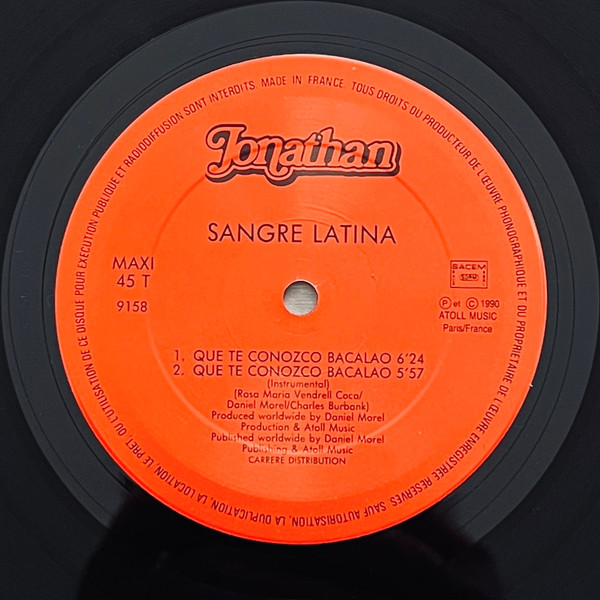 LE PRET, OU L'UTILISATION DE CE DISQUE POUR EXECUTION PUBLIQUE ET RADIODIFFUSION SONT INTERDITS. MADE IN FRANCE. TOUS DROITS DU PRODUCTEUR DE L'ŒUVRE PHONOGRAPHIQUE ET DU PROPRIETAIRE DE L'ŒUVRE ENREGISTREE RESERVES. SAUF AUTORISATION, LA DUPLICATION, LA LOCATION,
Jonathan
SANGRE LATINA
MAXI
45 T
9158
SACEM
SDRM
P et C 1990
ATOLL MUSIC
Paris/France
1. QUE TE CONOZCO BACALAO 6'24
2. QUE TE CONOZCO BACALAO 5'57
(Instrumental)
(Rosa Maria Vendrell Coca/
Daniel Morel/Charles Burbank)
Produced worldwide by Daniel Morel
Production & Atoll Music
Published worldwide by Daniel Morel
Publishing & Atoll Music
CARRERE DISTRIBUTION